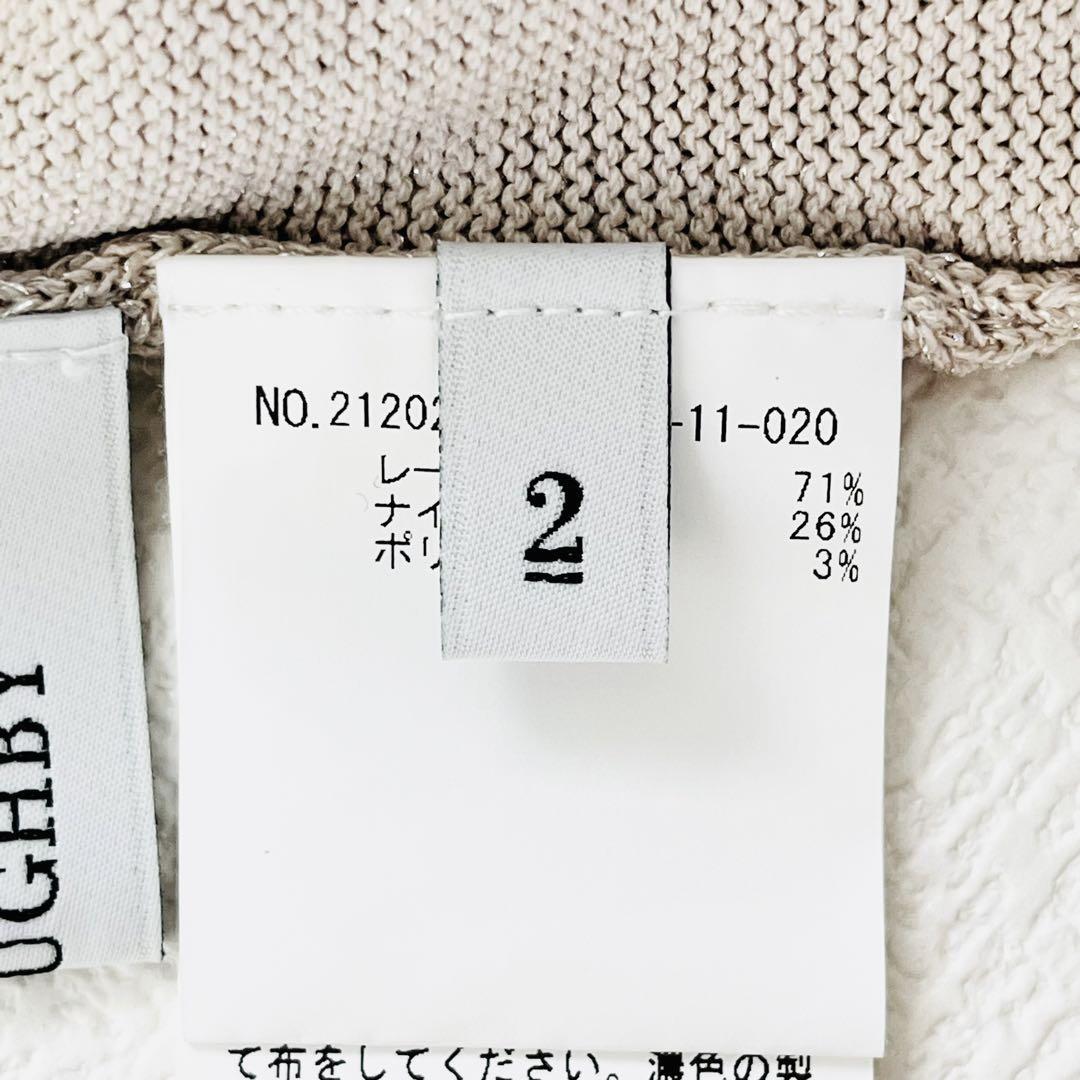 NO.2120
-11-020
レー 71%
ナイ 26%
ポリ 3%
2
UGHBY
て布をしてください。濃色の製